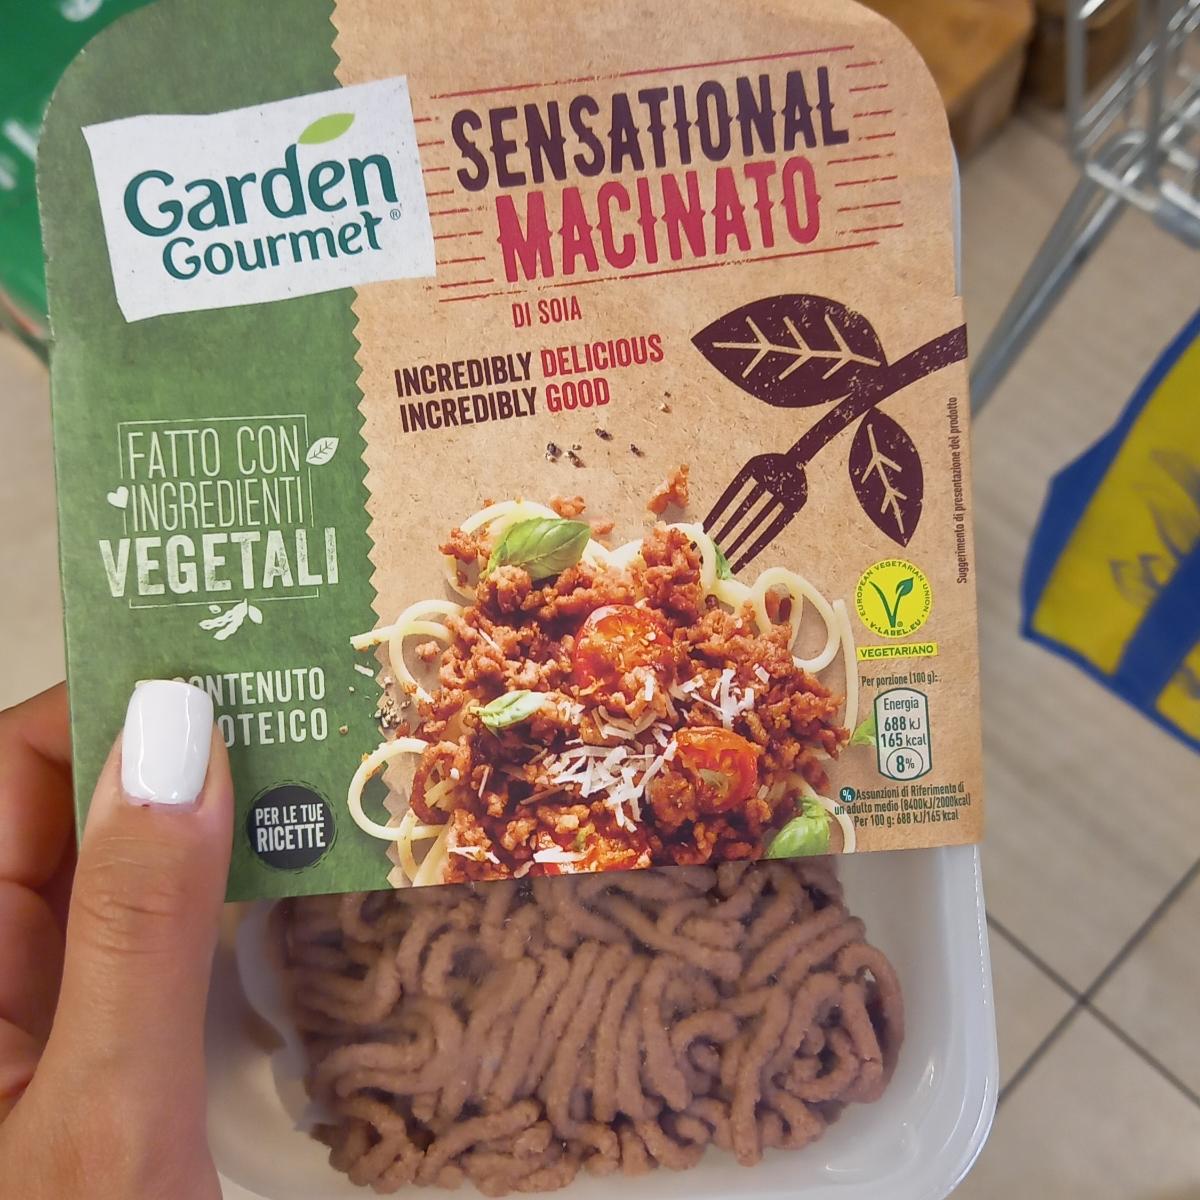 Garden
Gourmet®
SENSATIONAL
MACINATO
DI SOIA
INCREDIBLY DELICIOUS
INCREDIBLY GOOD
FATTO CON
INGREDIENTI
VEGETALI
ONTENUTO
OTEICO
PER LE TUE
RICETTE
Suggerimento di presentazione del prodotto
EUROPEAN VEGETARIAN UNION
V-LABEL.EU
VEGETARIANO
Per porzione (100 g):
Energia
688 kJ
165 kcal
8%
% Assunzioni di Riferimento di
un adulto medio (8400kJ/2000kcal)
Per 100 g: 688 kJ/165 kcal